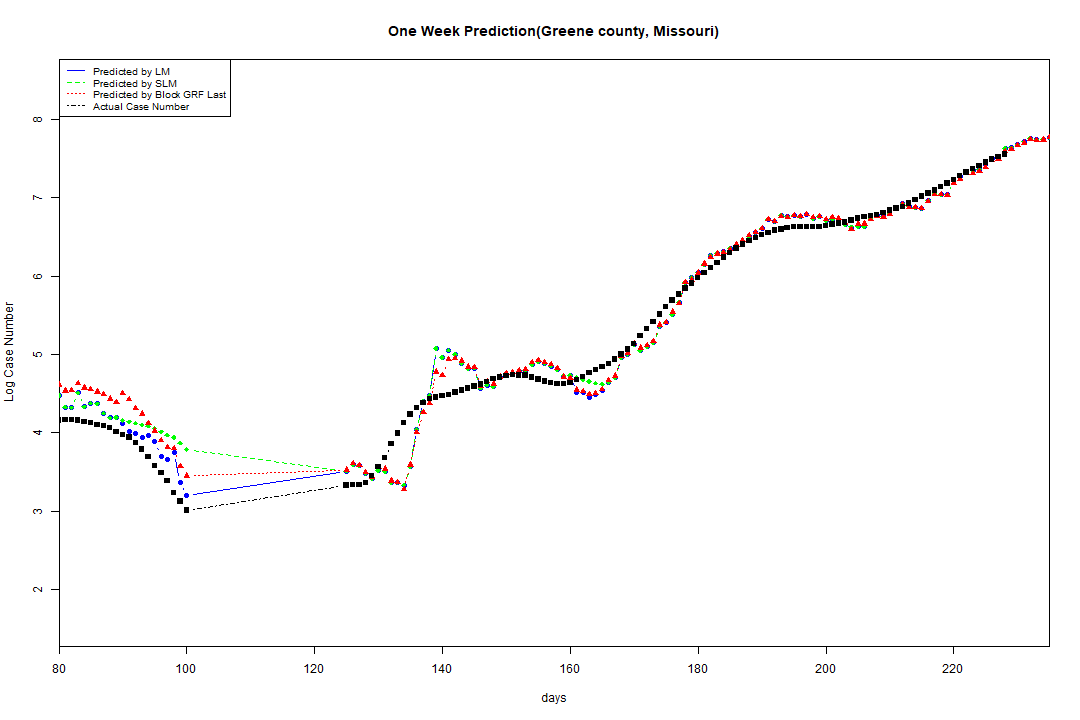 One Week Prediction(Greene county, Missouri)
Predicted by LM
Predicted by SLM
Predicted by Block GRF Last
Actual Case Number
Log Case Number
8
7
6
5
4
3
2
80 100 120 140 160 180 200 220
days